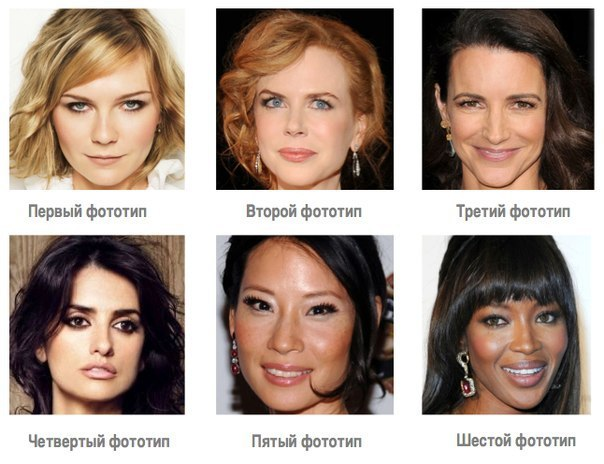 Первый фототип
Второй фототип
Третий фототип
Четвертый фототип
Пятый фототип
Шестой фототип